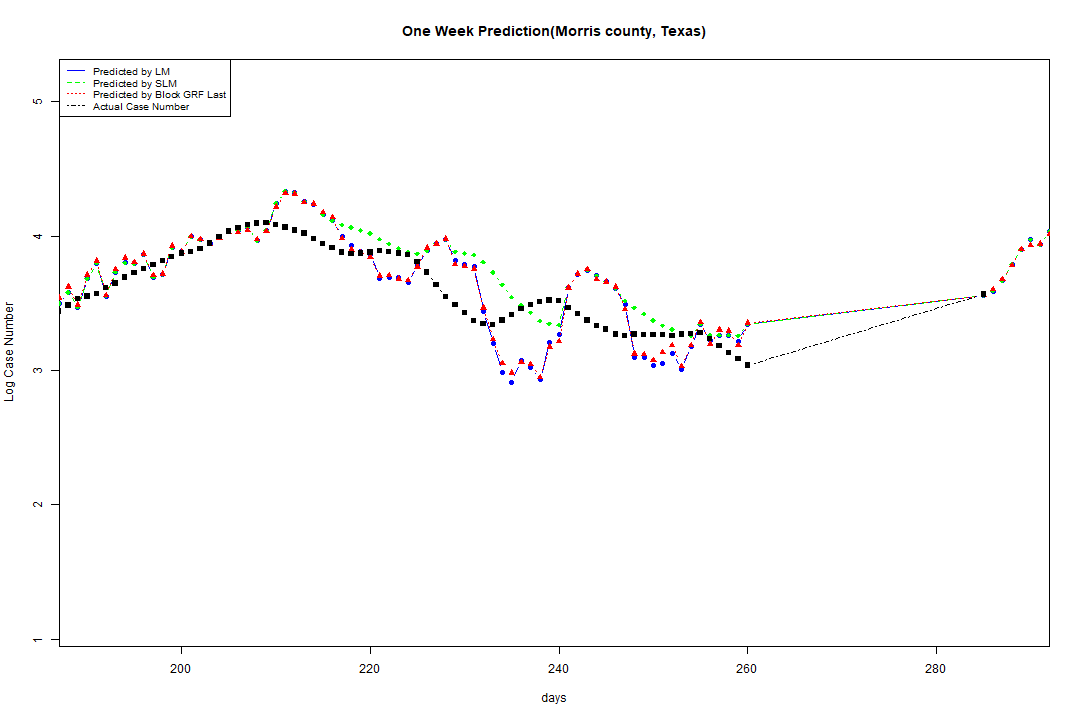 One Week Prediction(Morris county, Texas)
Predicted by LM
Predicted by SLM
Predicted by Block GRF Last
Actual Case Number
5
4
3
2
1
Log Case Number
200 220 240 260 280
days